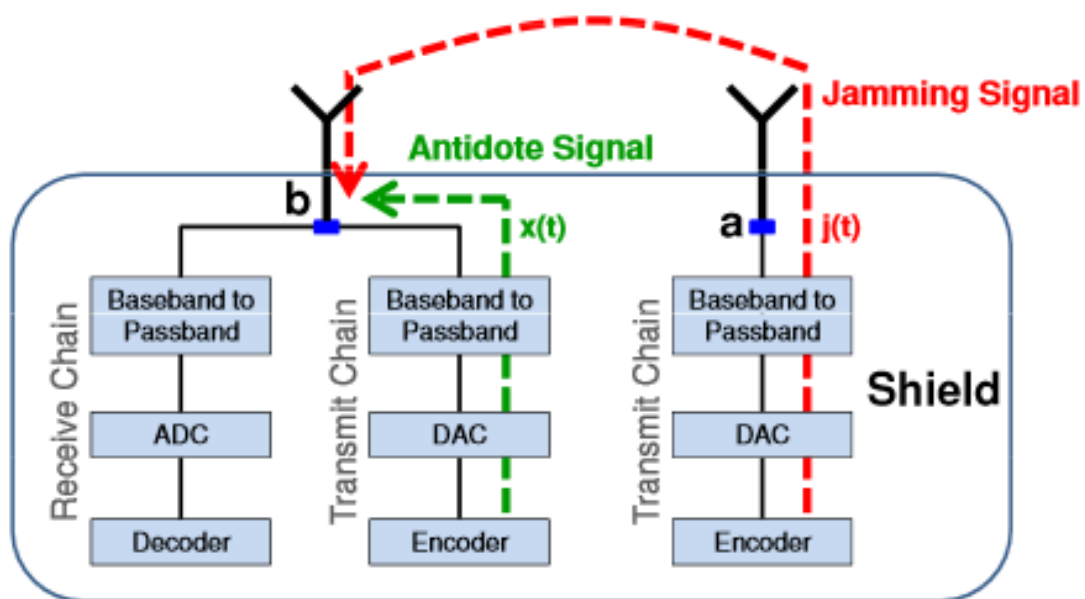 Jamming Signal
Antidote Signal
b
x(t)
a
j(t)
Receive Chain
Baseband to
Passband
ADC
Decoder
Transmit Chain
Baseband to
Passband
DAC
Encoder
Transmit Chain
Baseband to
Passband
DAC
Encoder
Shield